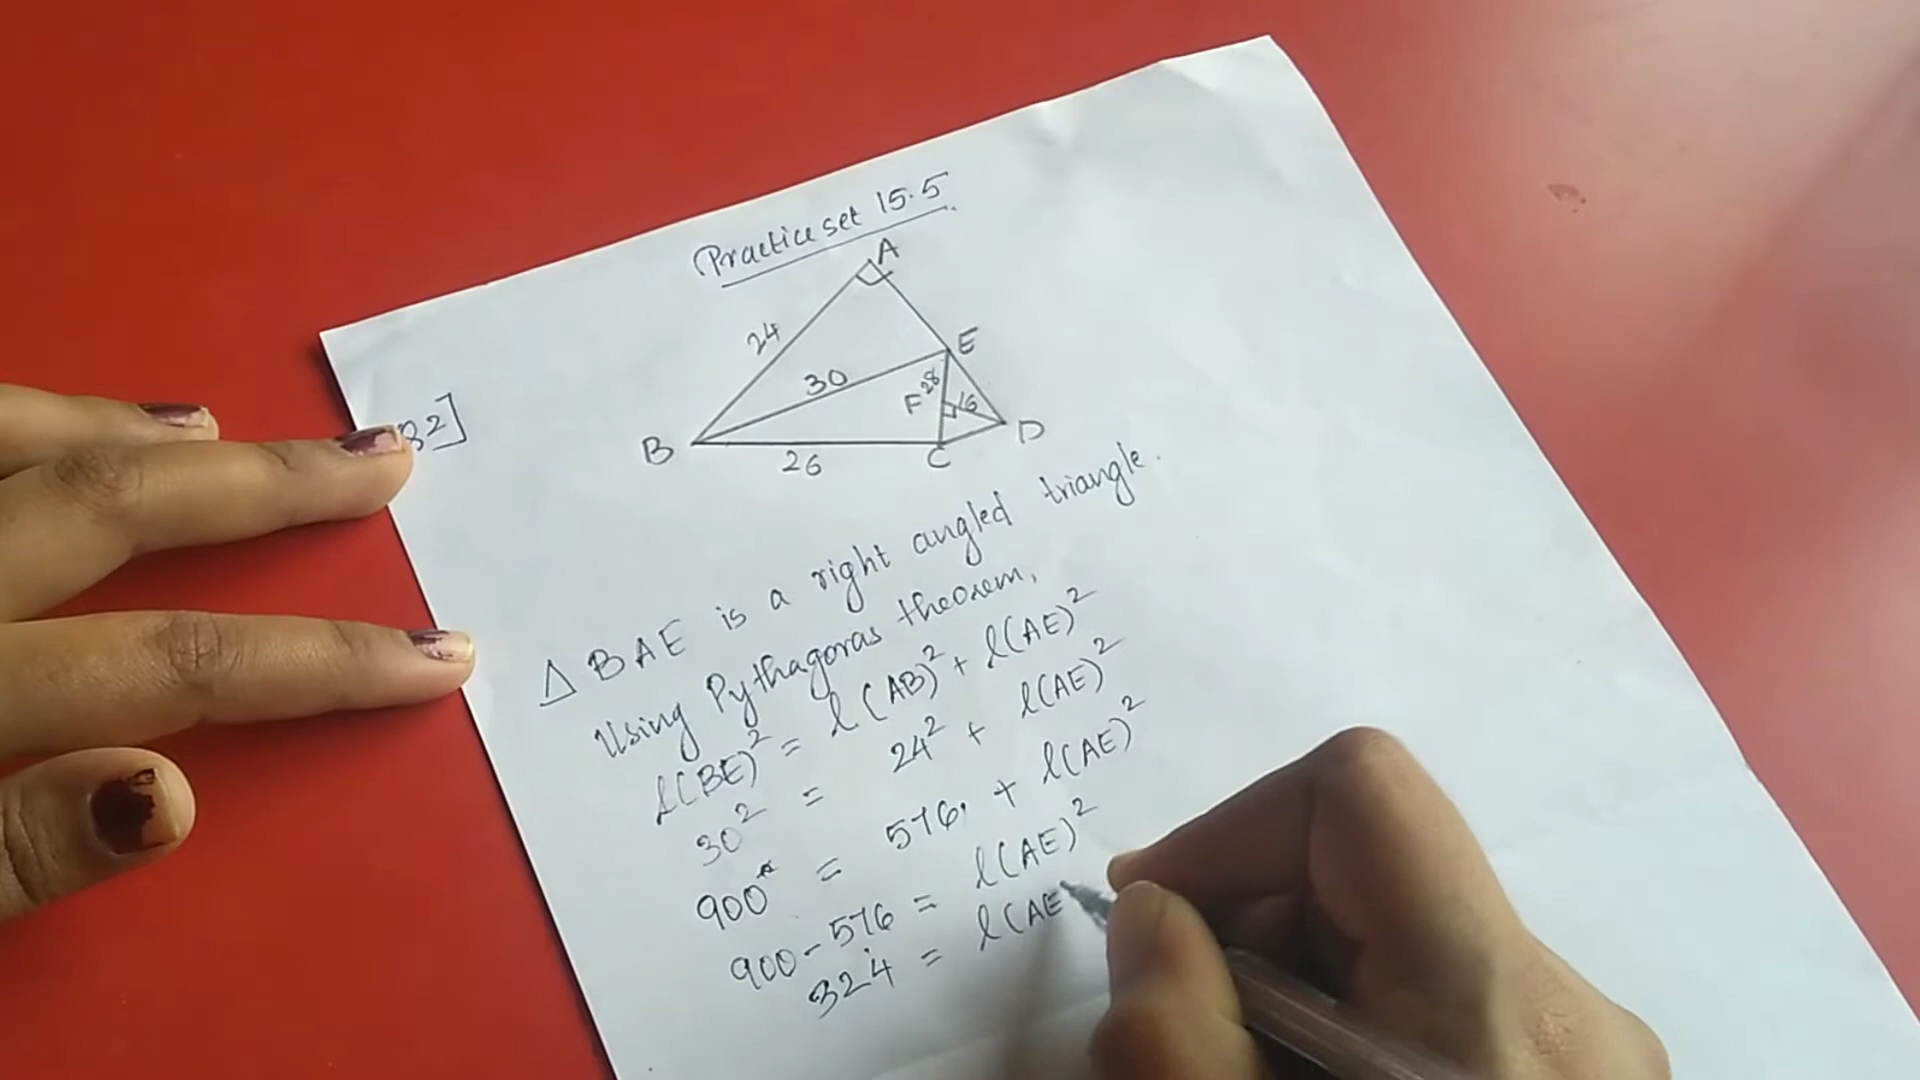 Practice set 15.5
A
24
E
30
28
F
16
D
B
26
C
82]
△ BAE is a right angled triangle.
Using Pythagoras theorem,
l(BE)² = l(AB)² + l(AE)²
30² = 24² + l(AE)²
900 = 576 + l(AE)²
900 - 576 = l(AE)²
324 = l(AE